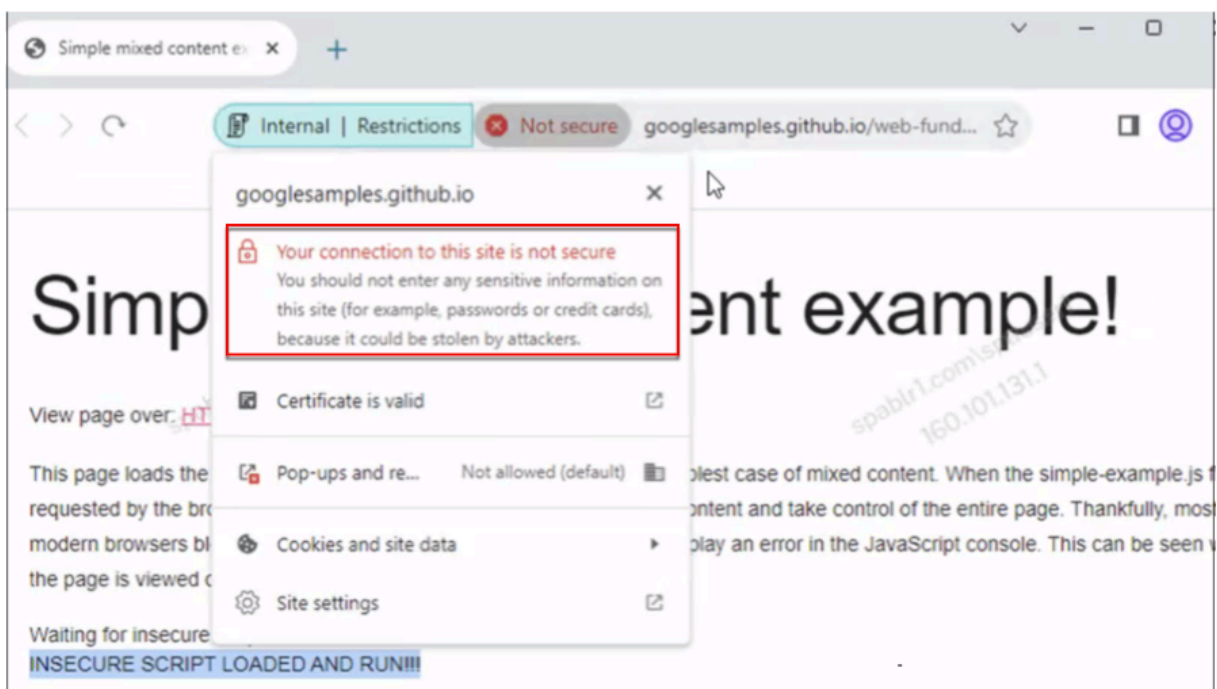 Simple mixed content ex
Internal | Restrictions
Not secure
googlesamples.github.io/web-fund...
googlesamples.github.io
Your connection to this site is not secure
You should not enter any sensitive information on
this site (for example, passwords or credit cards),
because it could be stolen by attackers.
Certificate is valid
Pop-ups and re...
Not allowed (default)
Cookies and site data
Site settings
Simp
ent example!
View page over: HT
This page loads the
plest case of mixed content. When the simple-example.js f
requested by the bro
ontent and take control of the entire page. Thankfully, most
modern browsers bl
play an error in the JavaScript console. This can be seen w
the page is viewed o
Waiting for insecure
INSECURE SCRIPT LOADED AND RUN!!!
160.101.131.1